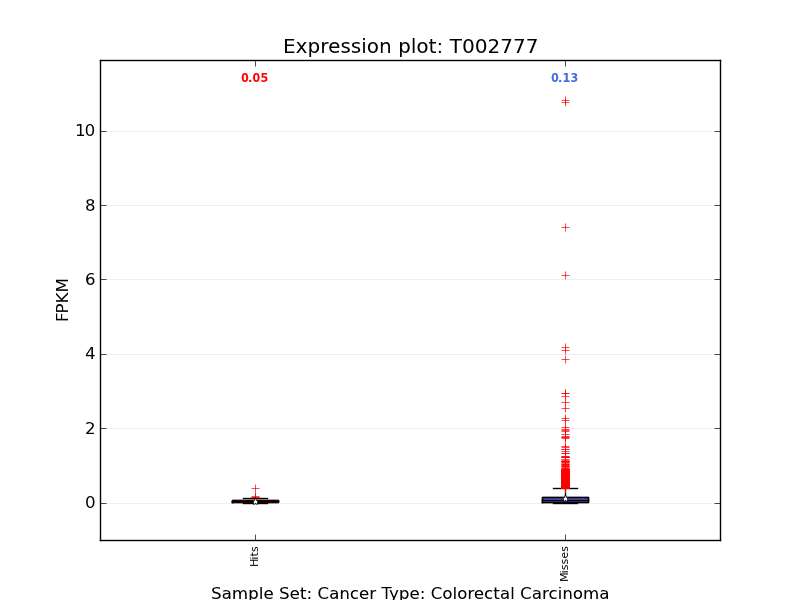 Expression plot: T002777
0.05
0.13
10
8
6
4
2
0
FPKM
Hits
Misses
Sample Set: Cancer Type: Colorectal Carcinoma